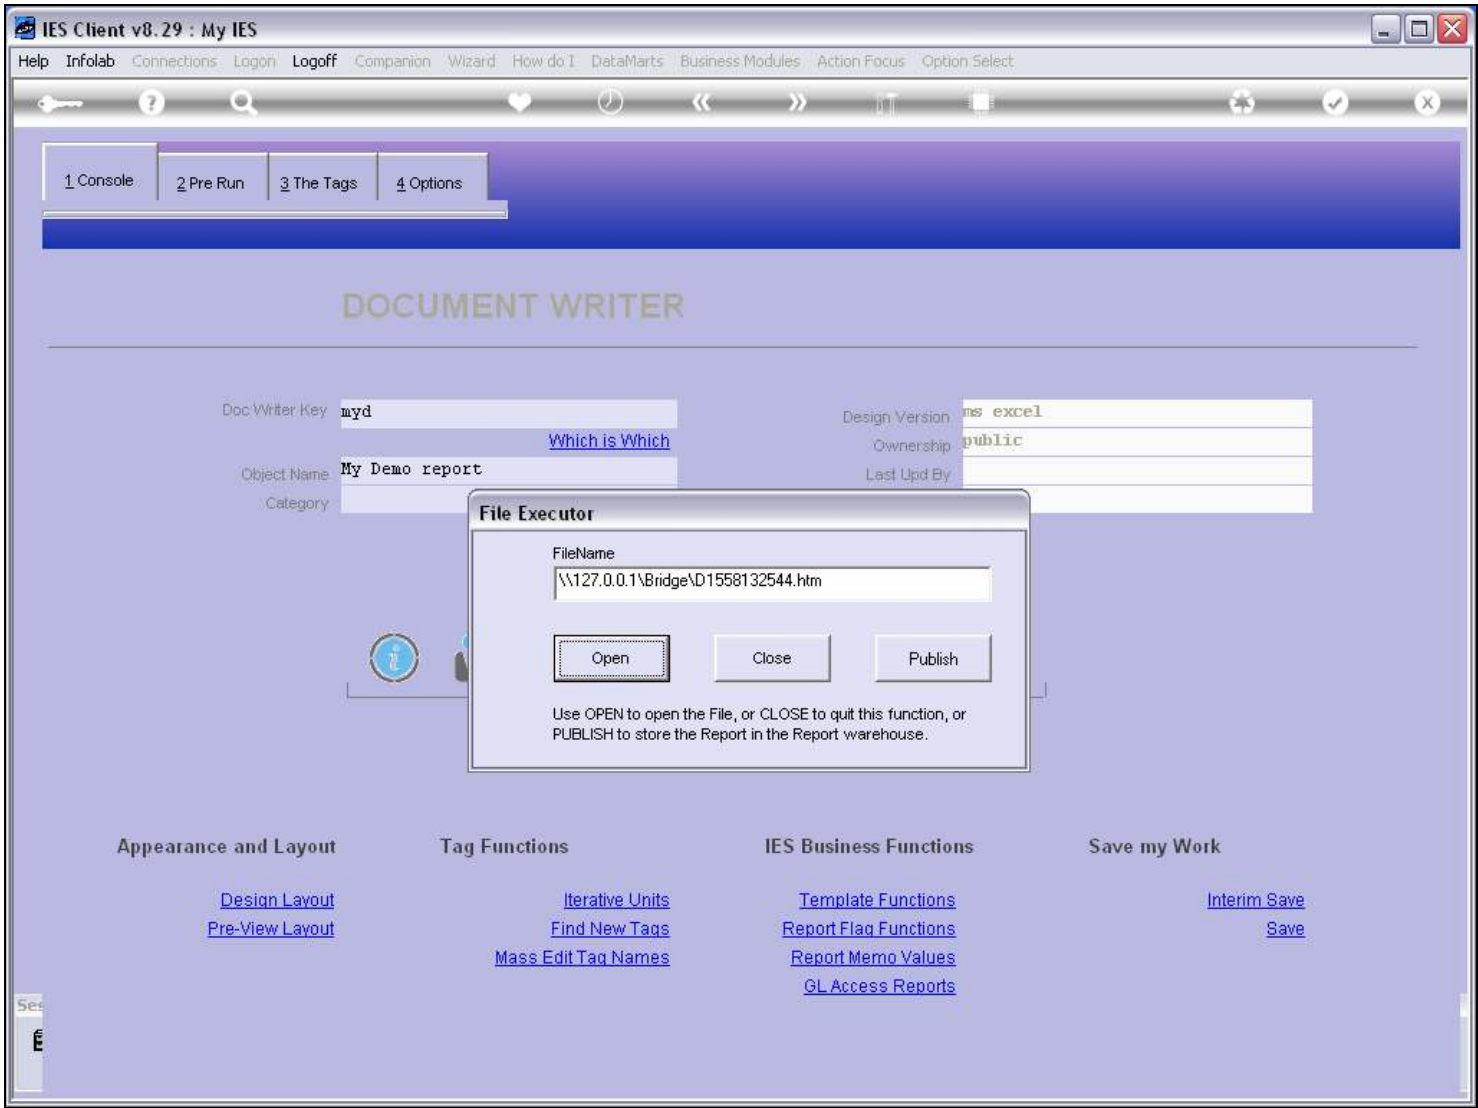 IES Client v8.29 : My IES
Help Infolab Connections Logon Logoff Companion Wizard How do I DataMarts Business Modules Action Focus Option Select
1 Console 2 Pre Run 3 The Tags 4 Options
DOCUMENT WRITER
Doc Writer Key myd
Design Version ms excel
Which is Which
Ownership public
Object Name My Demo report
Last Upd By
Category
File Executor
FileName
\\127.0.0.1\Bridge\D1558132544.htm
Open Close Publish
Use OPEN to open the File, or CLOSE to quit this function, or
PUBLISH to store the Report in the Report warehouse.
Appearance and Layout Tag Functions IES Business Functions Save my Work
Design Layout Iterative Units Template Functions Interim Save
Pre-View Layout Find New Tags Report Flag Functions Save
Mass Edit Tag Names Report Memo Values
GL Access Reports